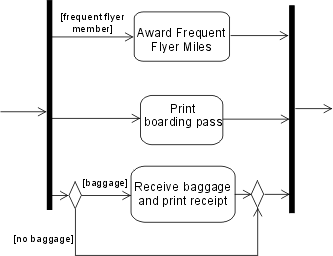 [frequent flyer
member]
Award Frequent
Flyer Miles
Print
boarding pass
[baggage]
Receive baggage
and print receipt
[no baggage]